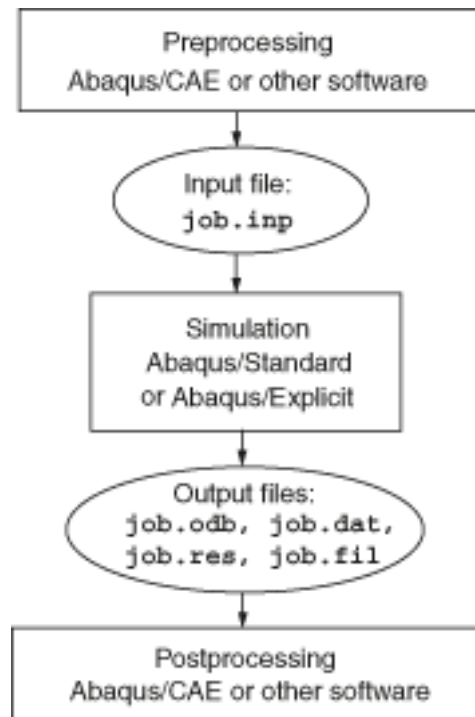 Preprocessing
Abaqus/CAE or other software
Input file:
job.inp
Simulation
Abaqus/Standard
or Abaqus/Explicit
Output files:
job.odb, job.dat,
job.res, job.fil
Postprocessing
Abaqus/CAE or other software